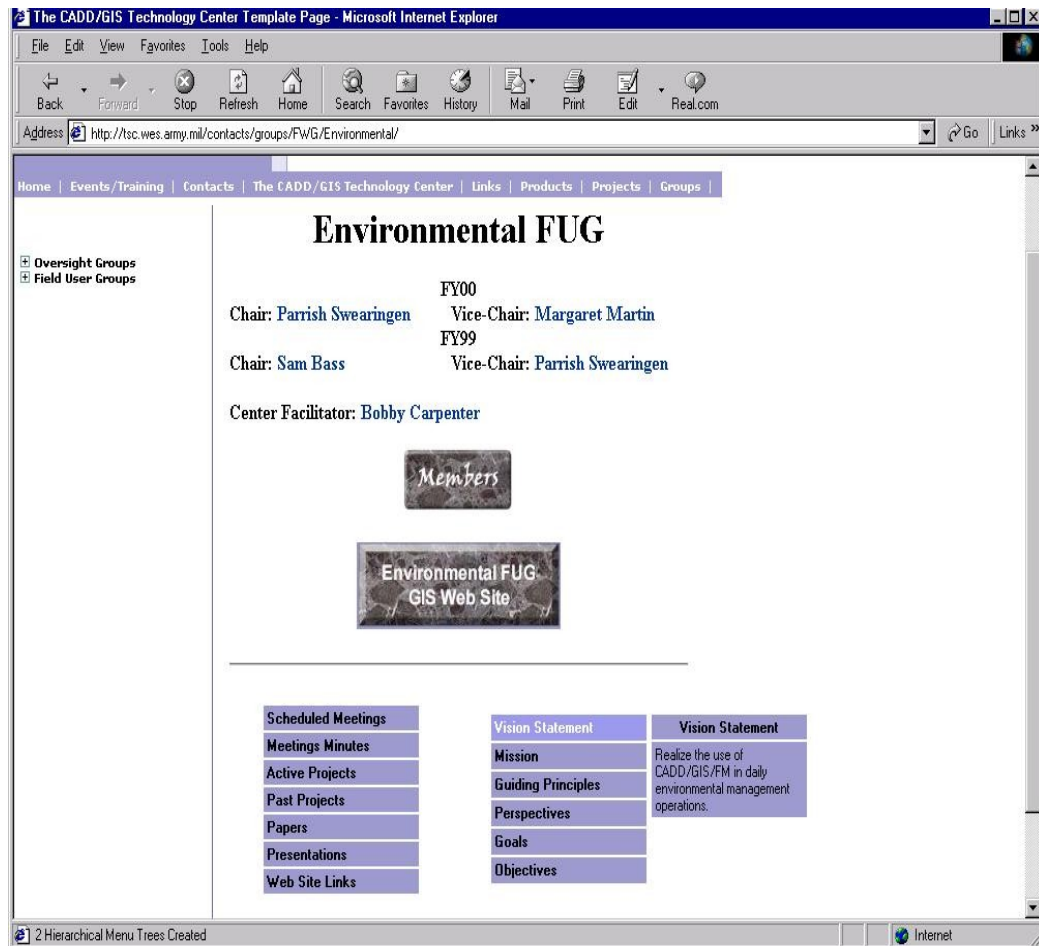 The CADD/GIS Technology Center Template Page - Microsoft Internet Explorer
File Edit View Favorites Tools Help
Back Forward Stop Refresh Home Search Favorites History Mail Print Edit Real.com
Address http://tsc.wes.army.mil/contacts/groups/FWG/Environmental/ Go Links »
Home | Events/Training | Contacts | The CADD/GIS Technology Center | Links | Products | Projects | Groups |
Oversight Groups
Field User Groups
Environmental FUG
FY00
Chair: Parrish Swearingen Vice-Chair: Margaret Martin
FY99
Chair: Sam Bass Vice-Chair: Parrish Swearingen
Center Facilitator: Bobby Carpenter
Members
Environmental FUG
GIS Web Site
Scheduled Meetings
Meetings Minutes
Active Projects
Past Projects
Papers
Presentations
Web Site Links
Vision Statement
Mission
Guiding Principles
Perspectives
Goals
Objectives
Vision Statement
Realize the use of
CADD/GIS/FM in daily
environmental management
operations.
2 Hierarchical Menu Trees Created
Internet